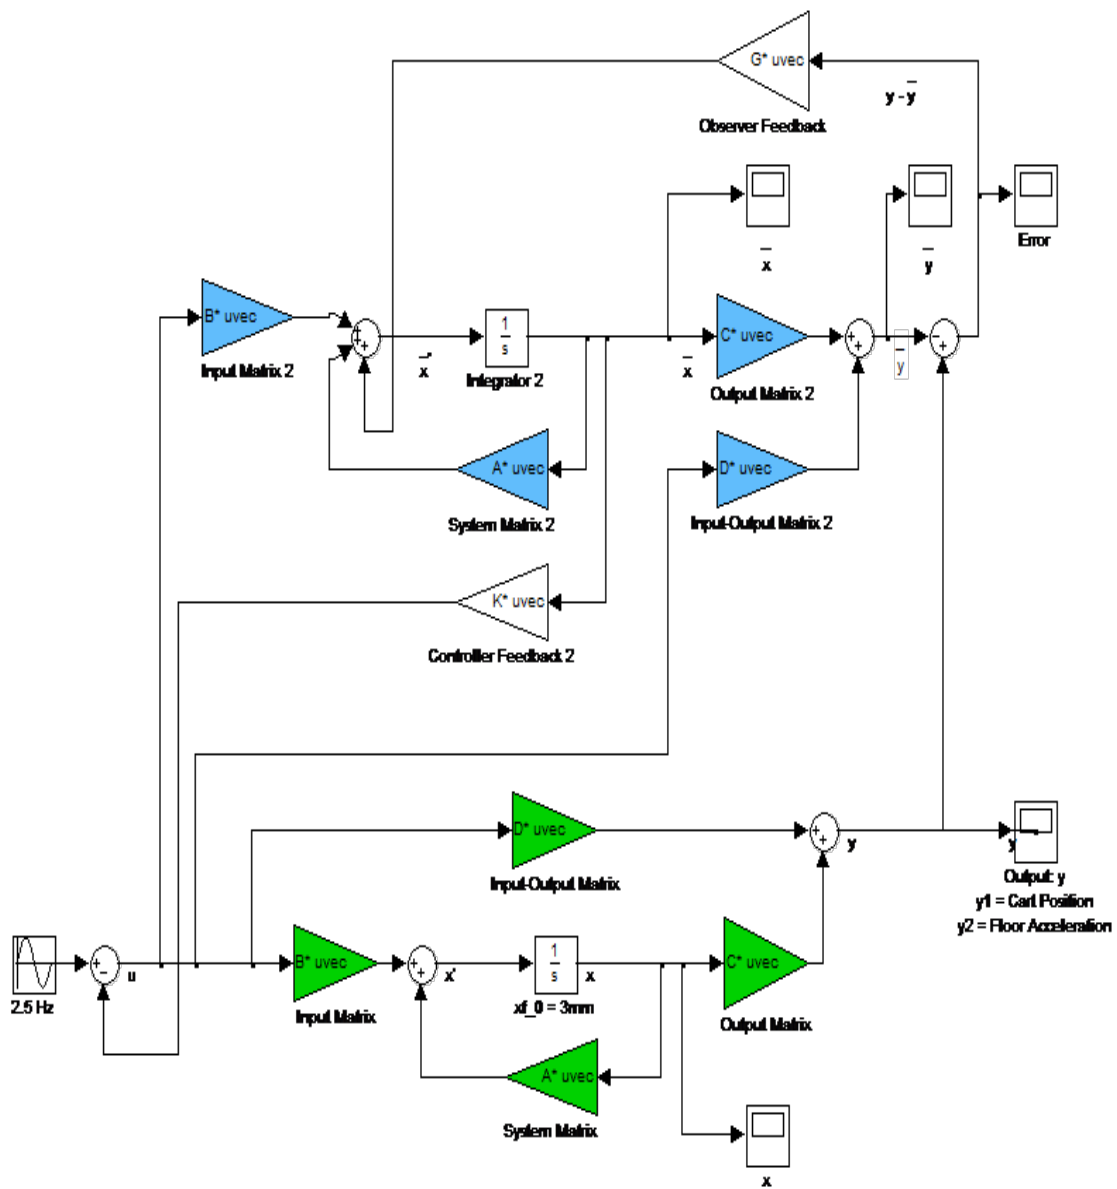 G* uvec
y - y̅
Observer Feedback
Error
x̅
y̅
B* uvec
Input Matrix 2
+
+
+
x̅'
1
s
Integrator 2
x̅
C* uvec
Output Matrix 2
+
+
y̅
-
+
A* uvec
System Matrix 2
D* uvec
Input-Output Matrix 2
K* uvec
Controller Feedback 2
D* uvec
Input-Output Matrix
+
+
y
y
Output: y
y1 = Cart Position
y2 = Floor Acceleration
2.5 Hz
+
-
u
B* uvec
Input Matrix
+
+
x'
1
s
xf_0 = 3mm
x
C* uvec
Output Matrix
A* uvec
System Matrix
x